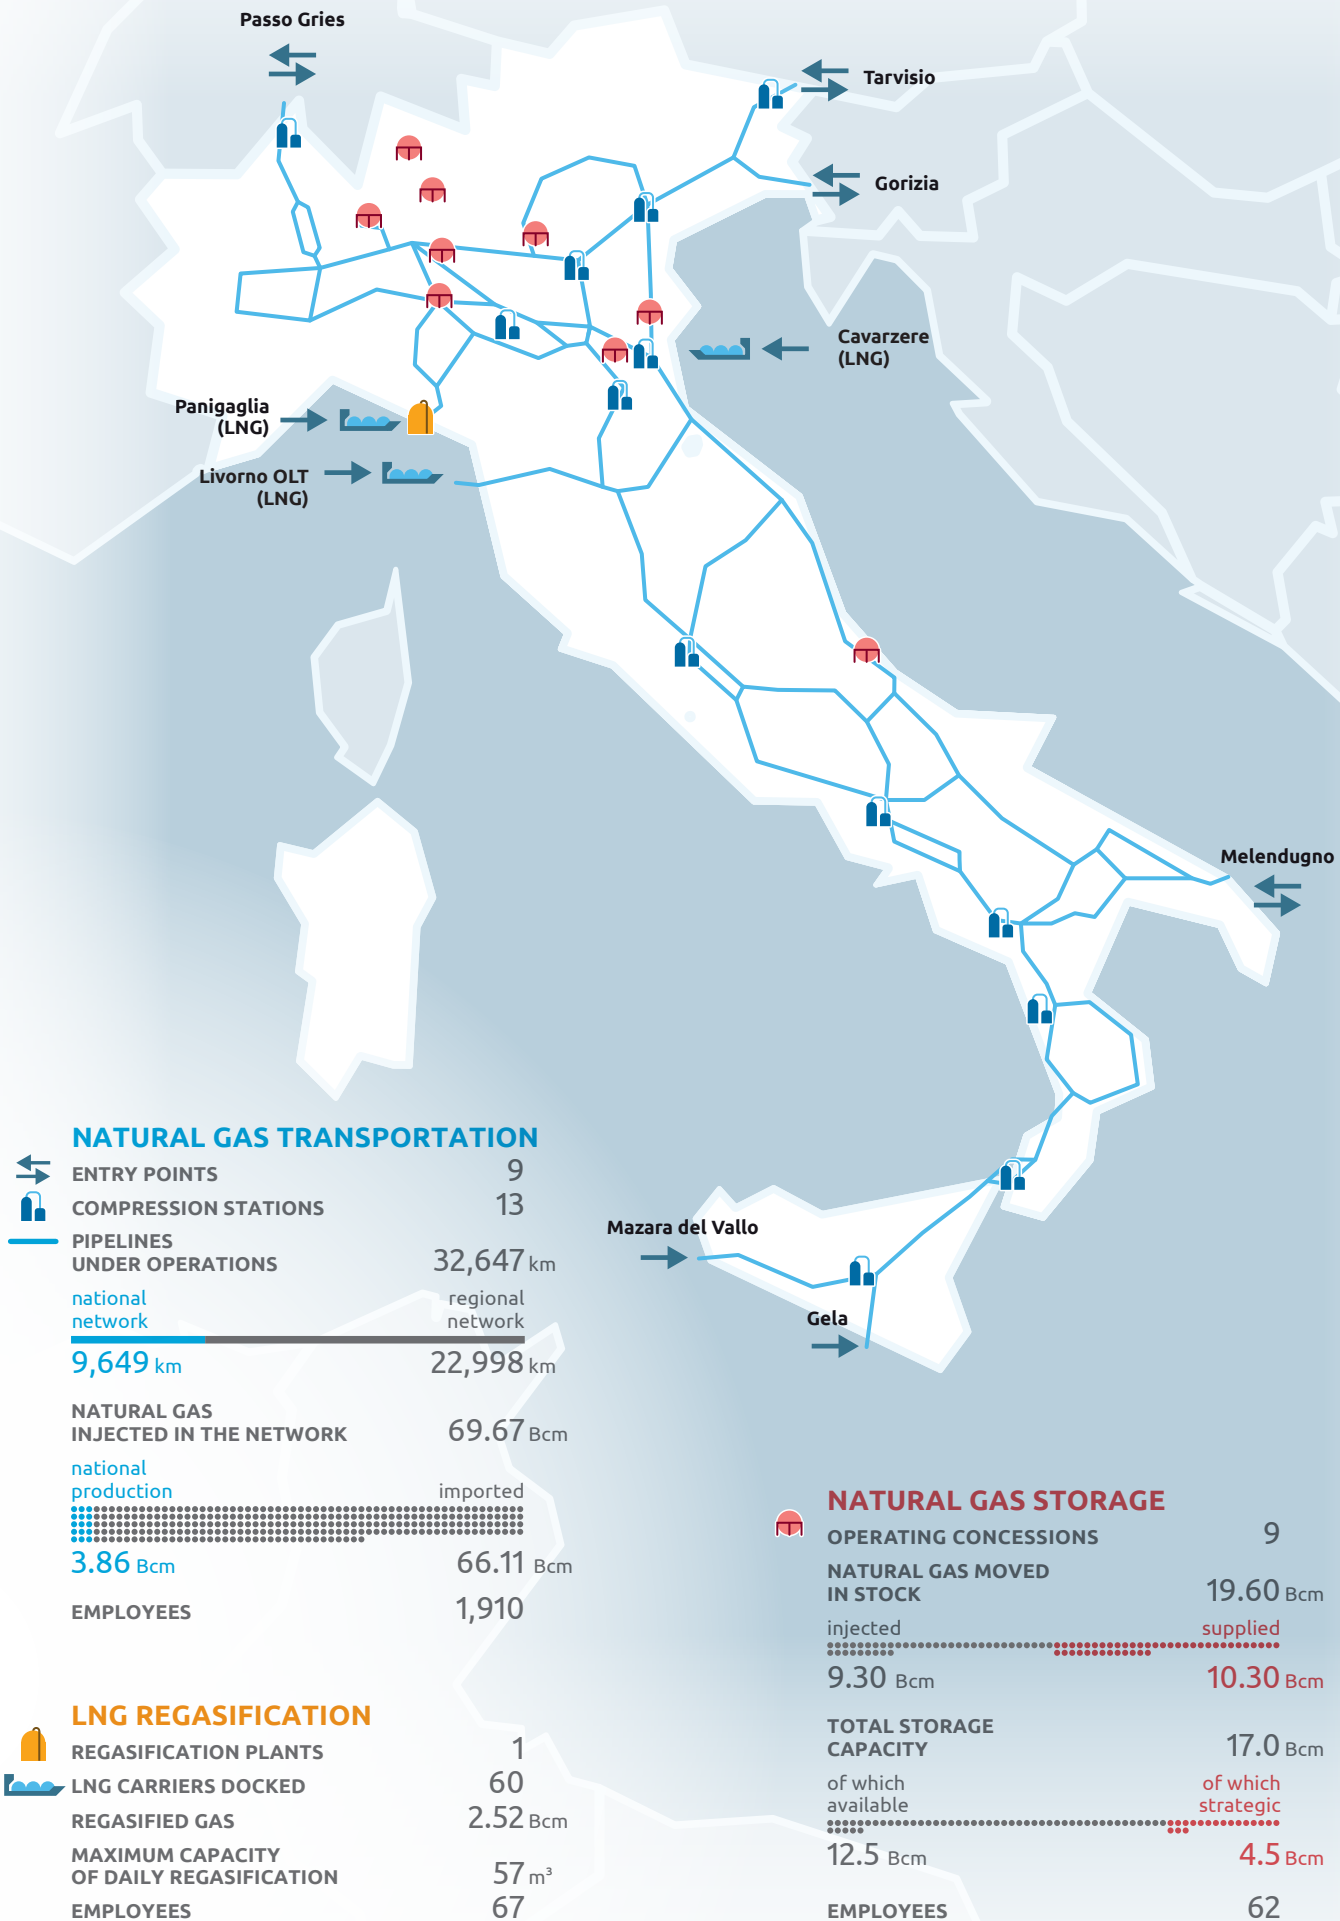 Passo Gries
Tarvisio
Gorizia
Cavarzere
(LNG)
Panigaglia
(LNG)
Livorno OLT
(LNG)
Melendugno
Mazara del Vallo
Gela
NATURAL GAS TRANSPORTATION
ENTRY POINTS 9
COMPRESSION STATIONS 13
PIPELINES
UNDER OPERATIONS 32,647 km
national regional
network network
9,649 km 22,998 km
NATURAL GAS
INJECTED IN THE NETWORK 69.67 Bcm
national
production imported
3.86 Bcm 66.11 Bcm
EMPLOYEES 1,910
LNG REGASIFICATION
REGASIFICATION PLANTS 1
LNG CARRIERS DOCKED 60
REGASIFIED GAS 2.52 Bcm
MAXIMUM CAPACITY
OF DAILY REGASIFICATION 57 m³
EMPLOYEES 67
NATURAL GAS STORAGE
OPERATING CONCESSIONS 9
NATURAL GAS MOVED
IN STOCK 19.60 Bcm
injected supplied
9.30 Bcm 10.30 Bcm
TOTAL STORAGE
CAPACITY 17.0 Bcm
of which of which
available strategic
12.5 Bcm 4.5 Bcm
EMPLOYEES 62